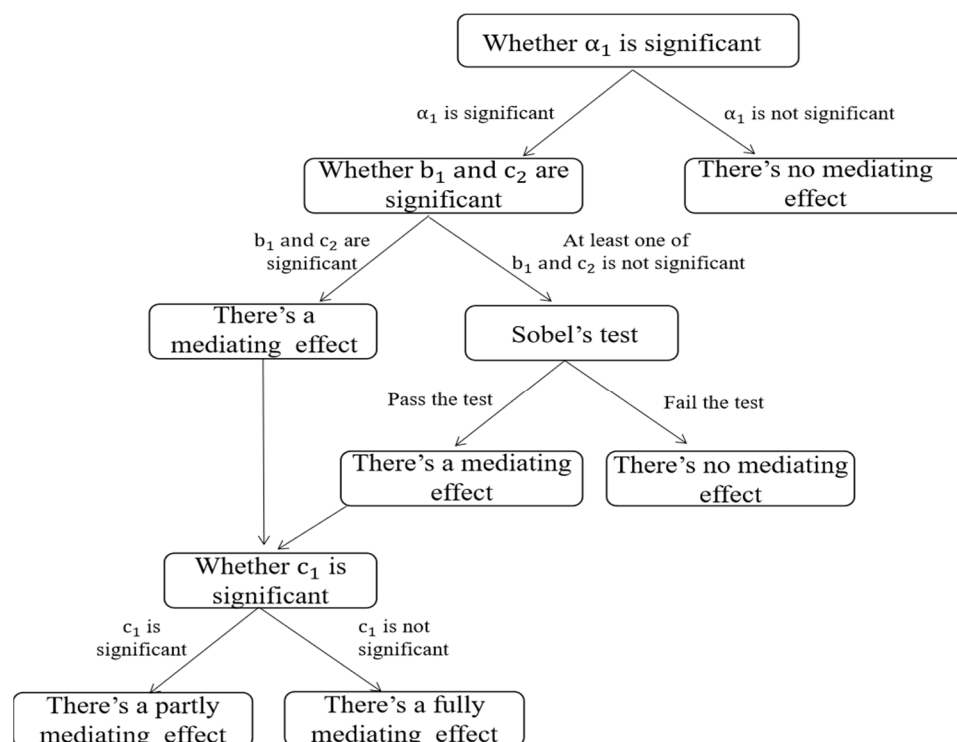 Whether α₁ is significant
α₁ is significant
α₁ is not significant
Whether b₁ and c₂ are
significant
There's no mediating
effect
b₁ and c₂ are
significant
At least one of
b₁ and c₂ is not significant
There's a
mediating effect
Sobel's test
Pass the test
Fail the test
There's a mediating
effect
There's no mediating
effect
Whether c₁ is
significant
c₁ is
significant
c₁ is not
significant
There's a partly
mediating effect
There's a fully
mediating effect